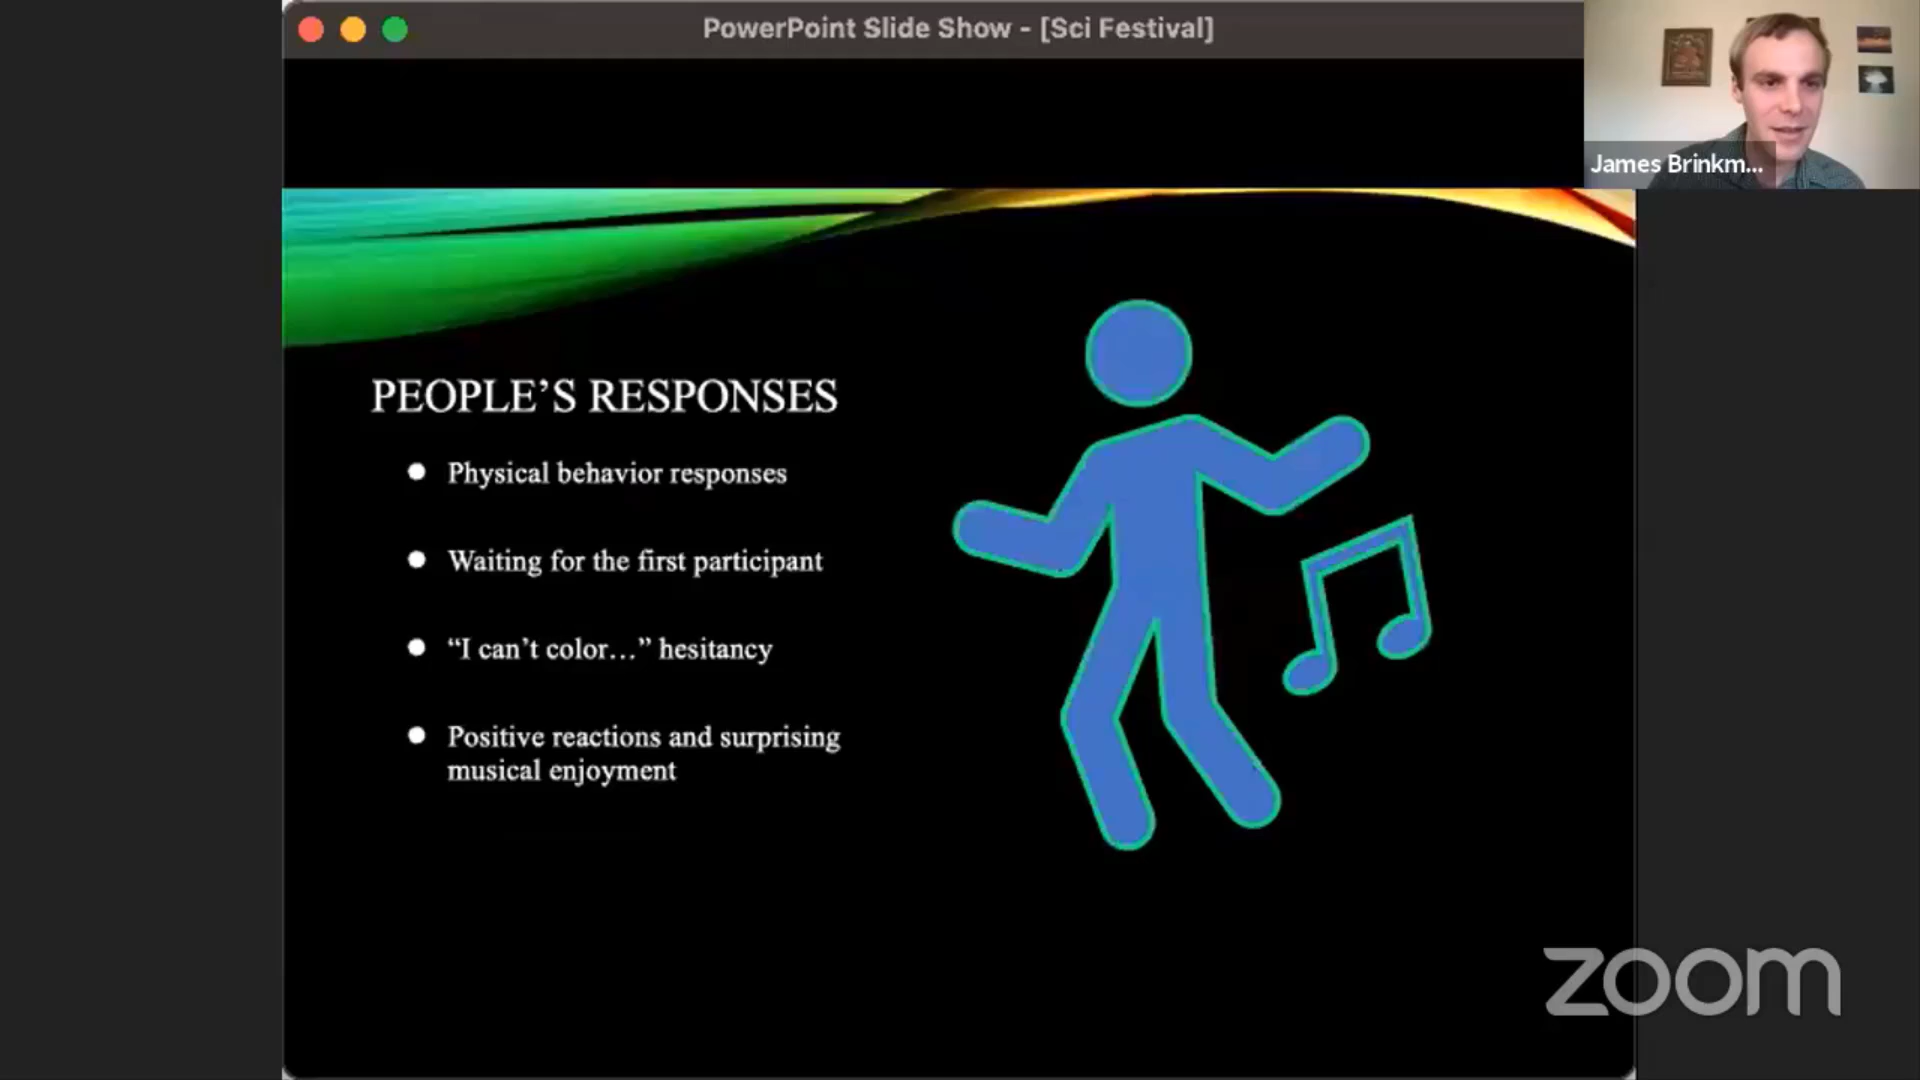 PowerPoint Slide Show - [Sci Festival]
James Brinkm...
PEOPLE’S RESPONSES
● Physical behavior responses
● Waiting for the first participant
● “I can’t color…” hesitancy
● Positive reactions and surprising
musical enjoyment
zoom